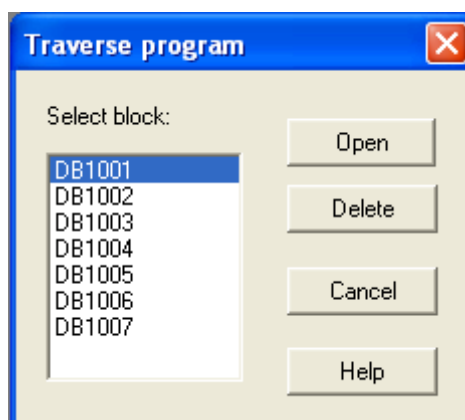 Traverse program
Select block:
DB1001
DB1002
DB1003
DB1004
DB1005
DB1006
DB1007
Open
Delete
Cancel
Help